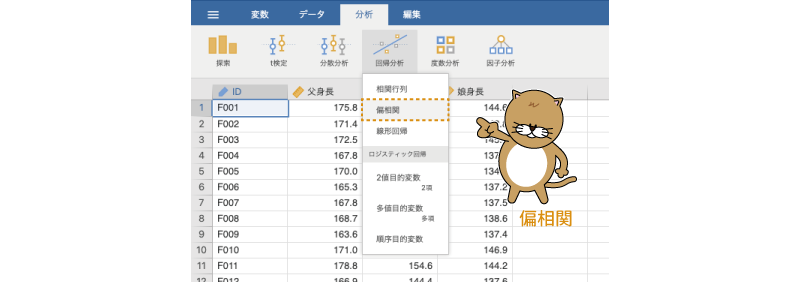 変数 データ 分析 編集
探索 t検定 分散分析 回帰分析 度数分析 因子分析
ID 父身長 娘身長
1 F001 175.8 144.6
2 F002 171.4
3 F003 172.5
4 F004 167.8
5 F005 170.0
6 F006 165.3 137.2
7 F007 167.8 137.5
8 F008 168.7 138.6
9 F009 163.6 137.4
10 F010 171.0 146.9
11 F011 178.8 154.6 144.2
12 F012 166.9 144.4 137.6
相関行列
偏相関
線形回帰
ロジスティック回帰
2値目的変数
2項
多値目的変数
多項
順序目的変数
偏相関